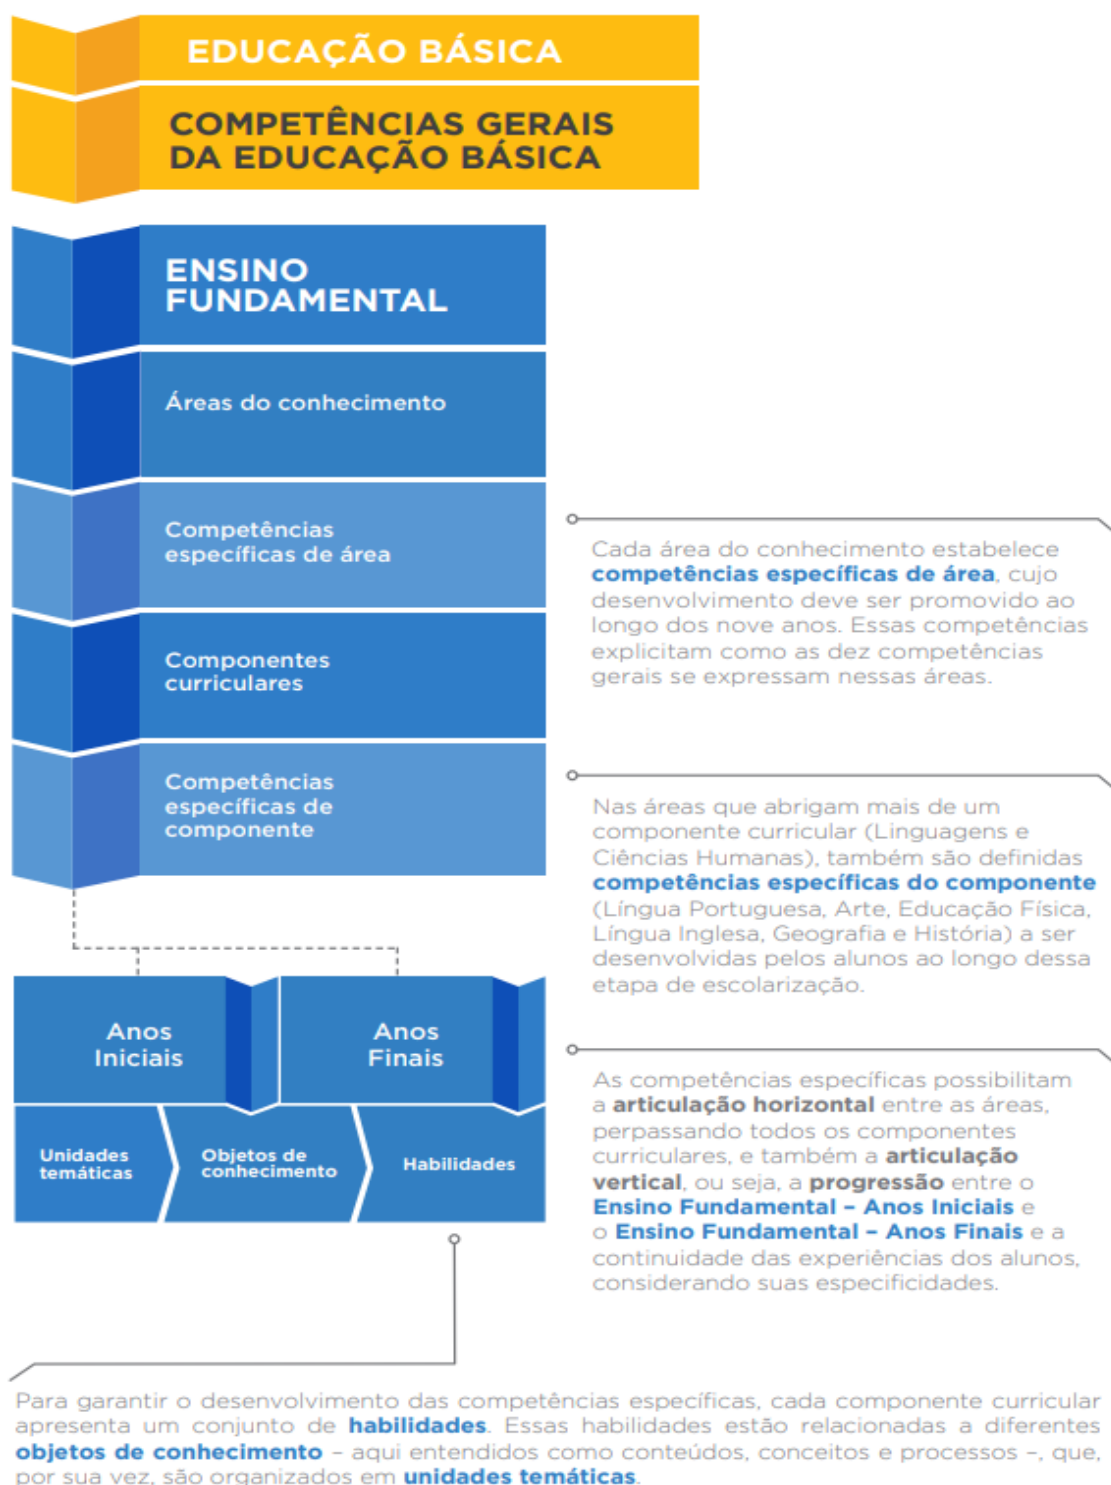 EDUCAÇÃO BÁSICA
COMPETÊNCIAS GERAIS
DA EDUCAÇÃO BÁSICA
ENSINO
FUNDAMENTAL
Áreas do conhecimento
Competências
específicas de área
Componentes
curriculares
Competências
específicas de
componente
Anos
Iniciais
Anos
Finais
Unidades
temáticas
Objetos de
conhecimento
Habilidades
Cada área do conhecimento estabelece
competências específicas de área, cujo
desenvolvimento deve ser promovido ao
longo dos nove anos. Essas competências
explicitam como as dez competências
gerais se expressam nessas áreas.
Nas áreas que abrigam mais de um
componente curricular (Linguagens e
Ciências Humanas), também são definidas
competências específicas do componente
(Língua Portuguesa, Arte, Educação Física,
Língua Inglesa, Geografia e História) a ser
desenvolvidas pelos alunos ao longo dessa
etapa de escolarização.
As competências específicas possibilitam
a articulação horizontal entre as áreas,
perpassando todos os componentes
curriculares, e também a articulação
vertical, ou seja, a progressão entre o
Ensino Fundamental – Anos Iniciais e
o Ensino Fundamental – Anos Finais e a
continuidade das experiências dos alunos,
considerando suas especificidades.
Para garantir o desenvolvimento das competências específicas, cada componente curricular
apresenta um conjunto de habilidades. Essas habilidades estão relacionadas a diferentes
objetos de conhecimento – aqui entendidos como conteúdos, conceitos e processos –, que,
por sua vez, são organizados em unidades temáticas.